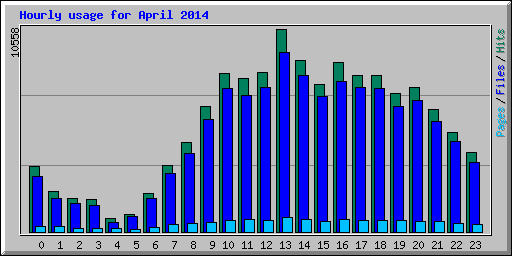 Hourly usage for April 2014
10558
Pages / Files / Hits
0 1 2 3 4 5 6 7 8 9 10 11 12 13 14 15 16 17 18 19 20 21 22 23